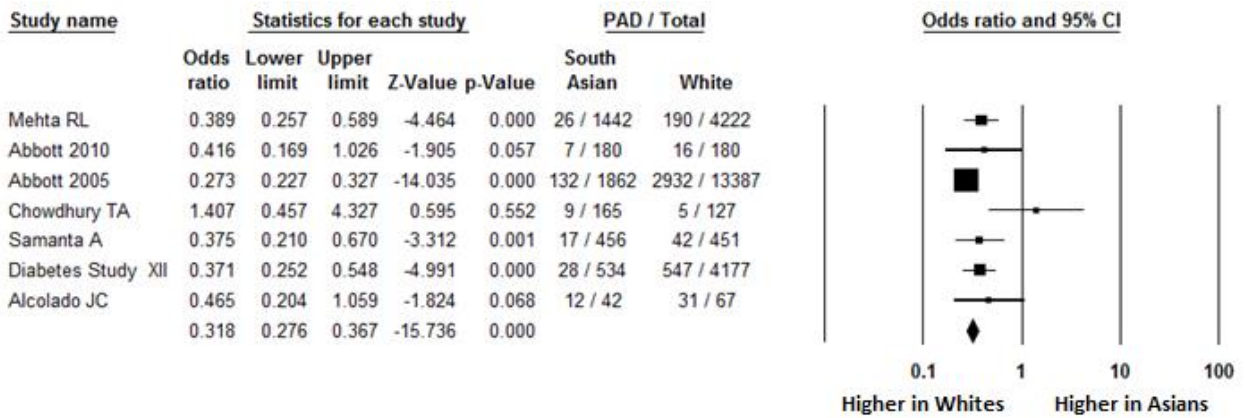 Study name Statistics for each study PAD / Total Odds ratio and 95% CI
Odds Lower Upper South
ratio limit limit Z-Value p-Value Asian White
Mehta RL 0.389 0.257 0.589 -4.464 0.000 26 / 1442 190 / 4222
Abbott 2010 0.416 0.169 1.026 -1.905 0.057 7 / 180 16 / 180
Abbott 2005 0.273 0.227 0.327 -14.035 0.000 132 / 1862 2932 / 13387
Chowdhury TA 1.407 0.457 4.327 0.595 0.552 9 / 165 5 / 127
Samanta A 0.375 0.210 0.670 -3.312 0.001 17 / 456 42 / 451
Diabetes Study XII 0.371 0.252 0.548 -4.991 0.000 28 / 534 547 / 4177
Alcolado JC 0.465 0.204 1.059 -1.824 0.068 12 / 42 31 / 67
0.318 0.276 0.367 -15.736 0.000
0.1 1 10 100
Higher in Whites Higher in Asians